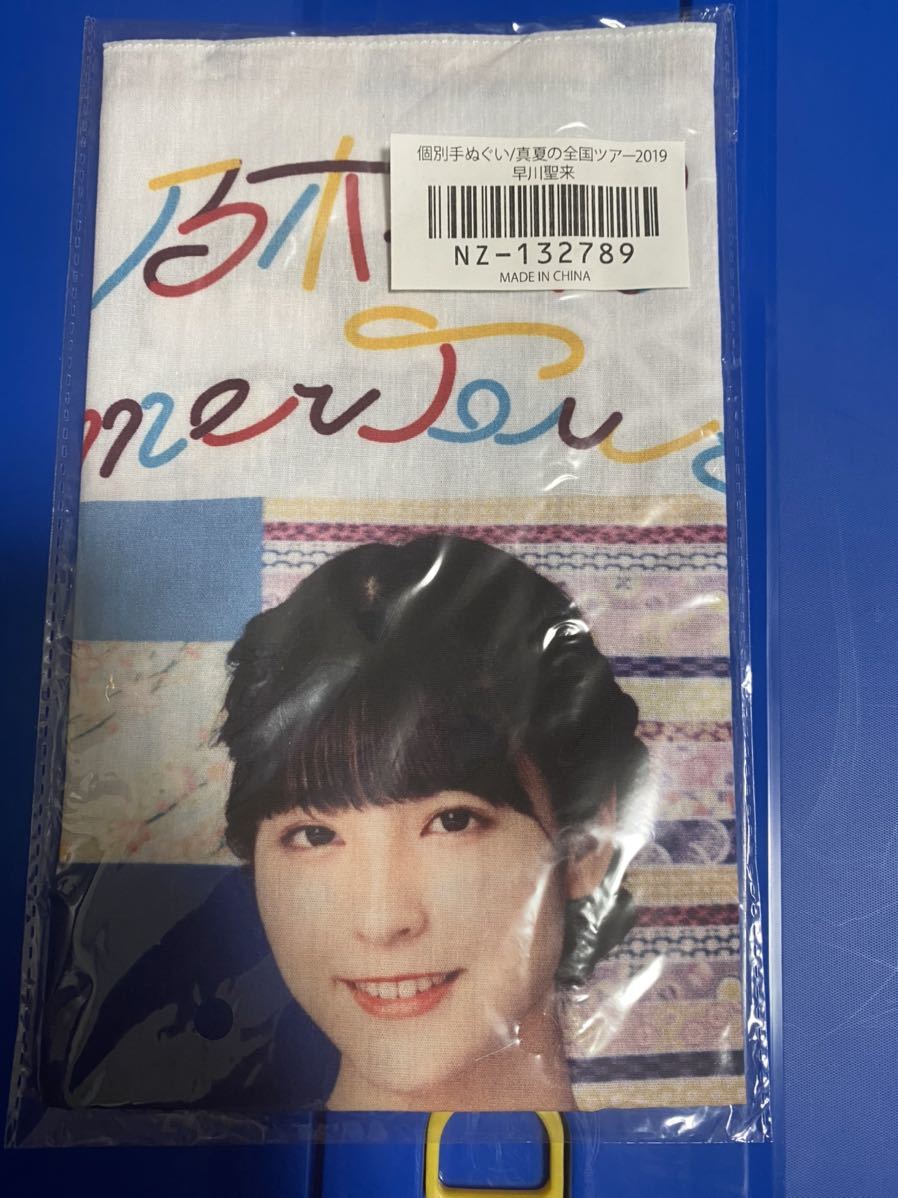 個別手ぬぐい/真夏の全国ツアー2019
早川聖来
NZ-132789
MADE IN CHINA
乃木
mer Tou